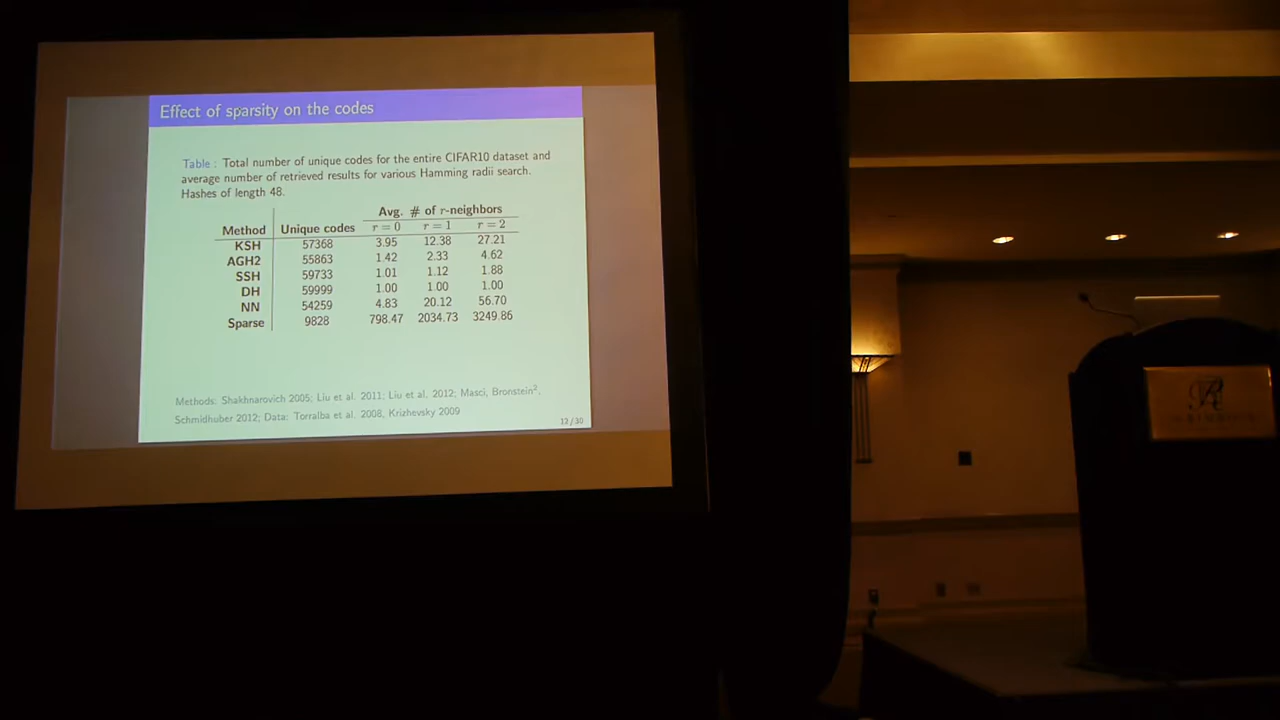 Effect of sparsity on the codes
Table : Total number of unique codes for the entire CIFAR10 dataset and
average number of retrieved results for various Hamming radii search.
Hashes of length 48.
Avg. # of r-neighbors
Method Unique codes r = 0 r = 1 r = 2
KSH 57368 3.95 12.38 27.21
AGH2 55863 1.42 2.33 4.62
SSH 59733 1.01 1.12 1.88
DH 59999 1.00 1.00 1.00
NN 54259 4.83 20.12 56.70
Sparse 9828 798.47 2034.73 3249.86
Methods: Shakhnarovich 2005; Liu et al. 2011; Liu et al. 2012; Masci, Bronstein²,
Schmidhuber 2012; Data: Torralba et al. 2008, Krizhevsky 2009
12/30